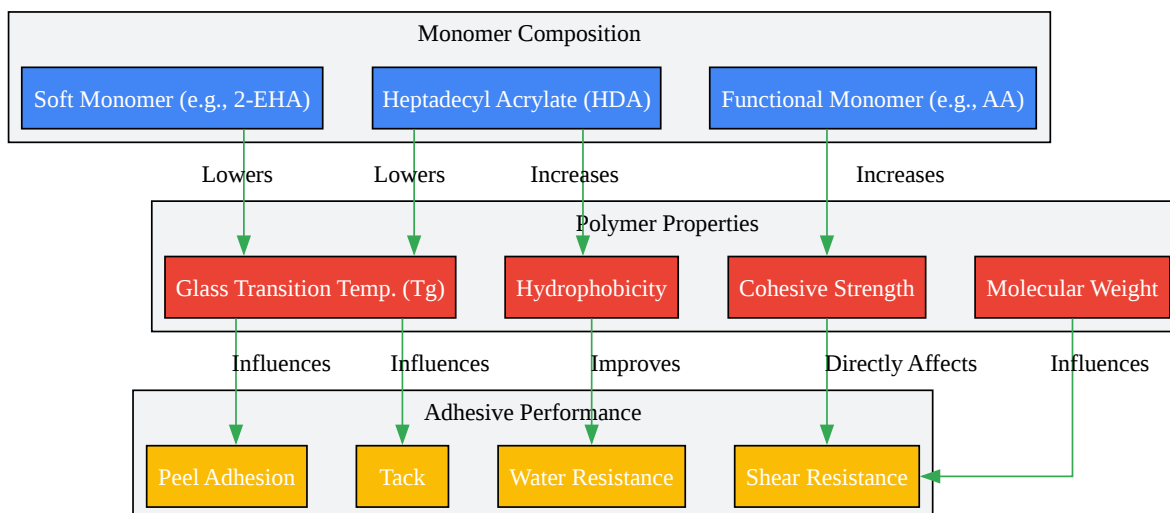 Monomer Composition
Soft Monomer (e.g., 2-EHA)
Heptadecyl Acrylate (HDA)
Functional Monomer (e.g., AA)
Lowers
Lowers
Increases
Increases
Polymer Properties
Glass Transition Temp. (Tg)
Hydrophobicity
Cohesive Strength
Molecular Weight
Influences
Influences
Improves
Directly Affects
Influences
Adhesive Performance
Peel Adhesion
Tack
Water Resistance
Shear Resistance